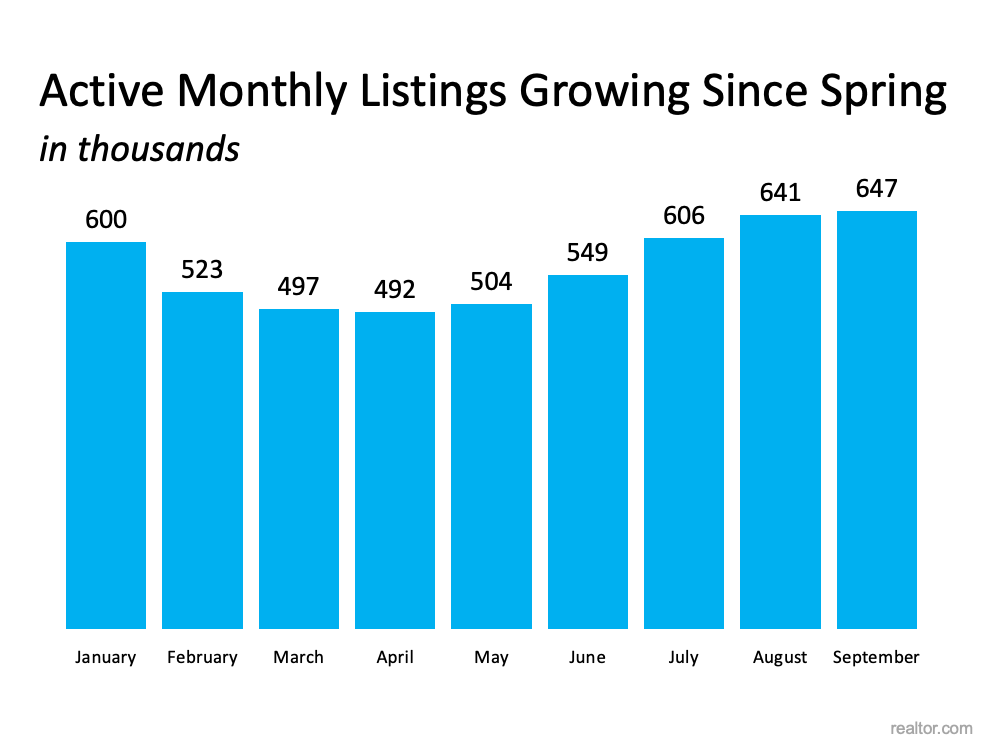 Active Monthly Listings Growing Since Spring
in thousands
600
523
497
492
504
549
606
641
647
January February March April May June July August September
realtor.com